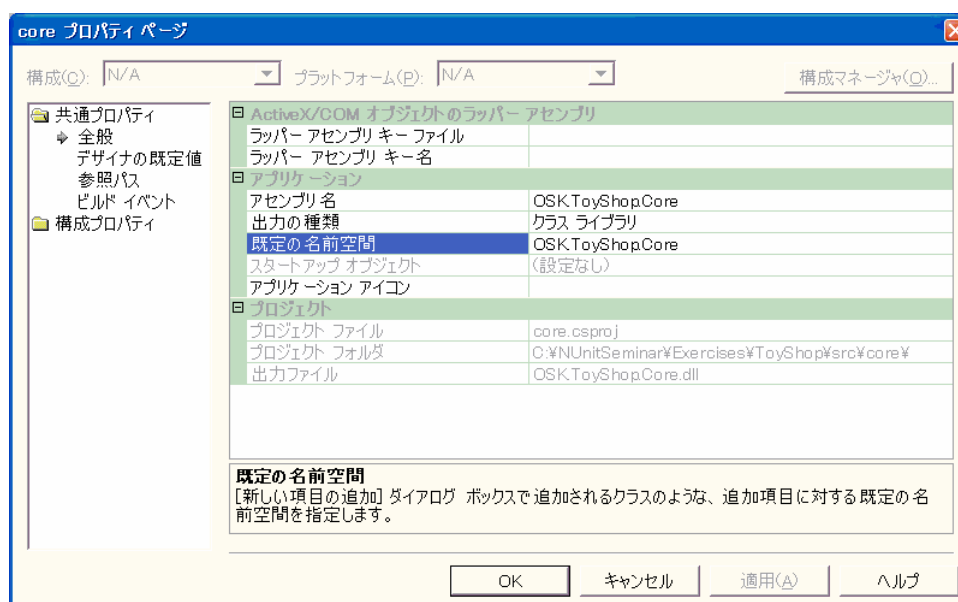 core プロパティ ページ
構成(C): N/A プラットフォーム(P): N/A 構成マネージャ(O)...
共通プロパティ
全般
デザイナの既定値
参照パス
ビルド イベント
構成プロパティ
ActiveX/COM オブジェクトのラッパー アセンブリ
ラッパー アセンブリ キー ファイル
ラッパー アセンブリ キー名
アプリケーション
アセンブリ名 OSK.ToyShop.Core
出力の種類 クラス ライブラリ
既定の名前空間 OSK.ToyShop.Core
スタートアップ オブジェクト (設定なし)
アプリケーション アイコン
プロジェクト
プロジェクト ファイル core.csproj
プロジェクト フォルダ C:¥NUnitSeminar¥Exercises¥ToyShop¥src¥core¥
出力ファイル OSK.ToyShop.Core.dll
既定の名前空間
[新しい項目の追加] ダイアログ ボックスで追加されるクラスのような、追加項目に対する既定の名
前空間を指定します。
OK キャンセル 適用(A) ヘルプ